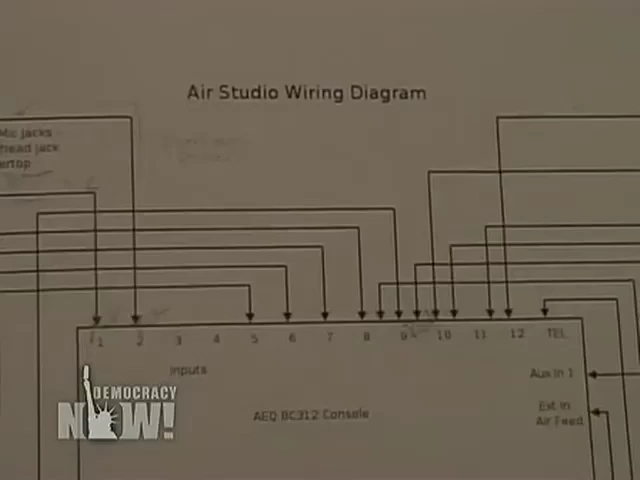 Air Studio Wiring Diagram
Mic jacks
head jack
ertop
1 2 3 4 5 6 7 8 9 10 11 12 TEL
Inputs
Aux In 1
AEQ BC312 Console
Ext In
Air Feed
DEMOCRACY
NOW!